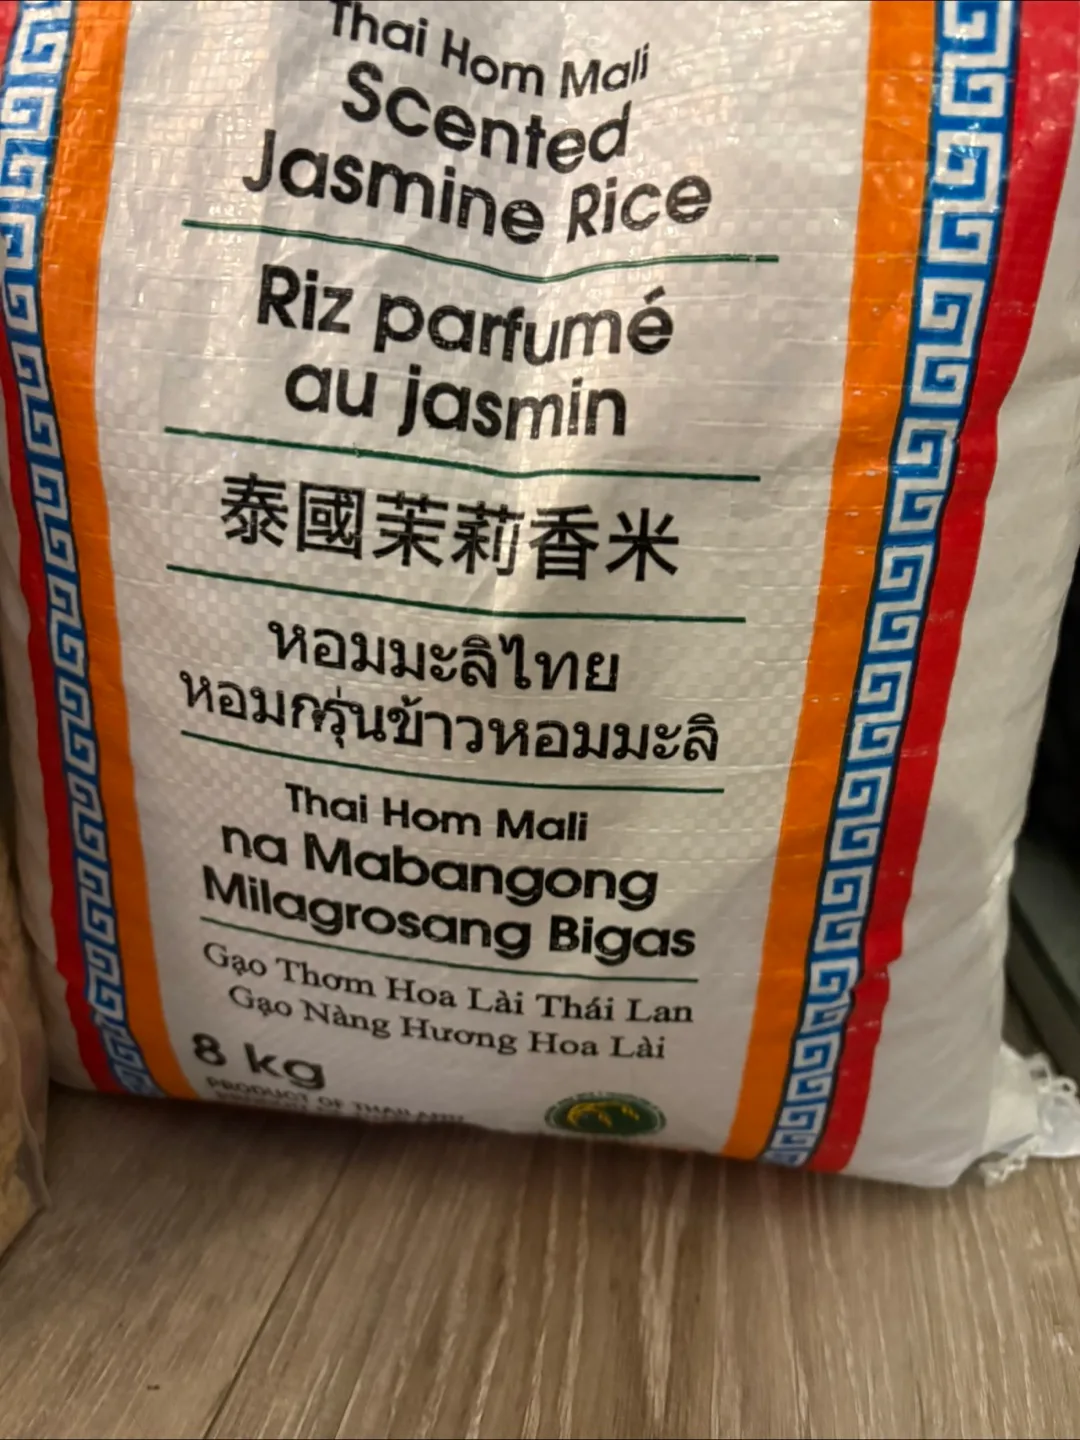 Thai Hom Mali
Scented
Jasmine Rice
Riz parfumé
au jasmin
泰國茉莉香米
หอมมะลิไทย
หอมกรุ่นข้าวหอมมะลิ
Thai Hom Mali
na Mabangong
Milagrosang Bigas
Gạo Thơm Hoa Lài Thái Lan
Gạo Nàng Hương Hoa Lài
8 kg
PRODUCT OF THAILAND